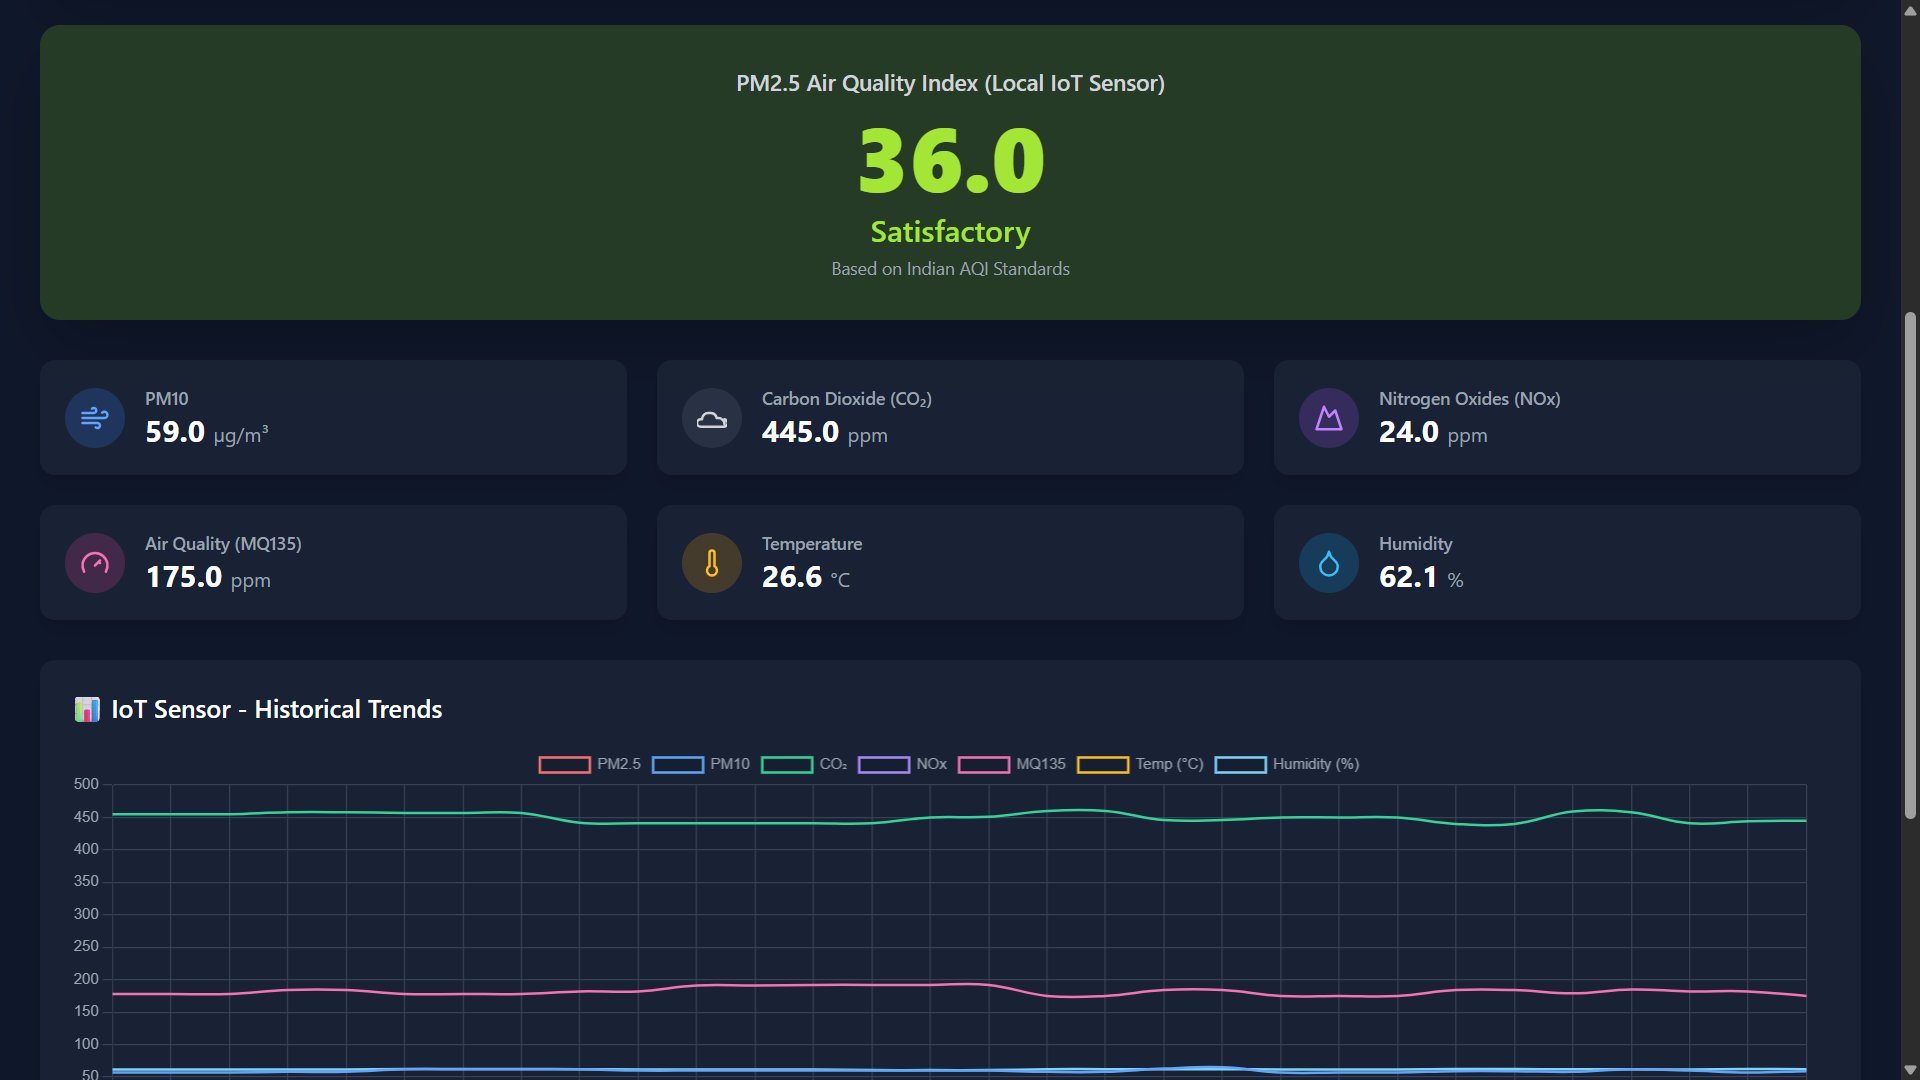 PM2.5 Air Quality Index (Local IoT Sensor)
36.0
Satisfactory
Based on Indian AQI Standards
PM10
59.0 µg/m³
Carbon Dioxide (CO₂)
445.0 ppm
Nitrogen Oxides (NOx)
24.0 ppm
Air Quality (MQ135)
175.0 ppm
Temperature
26.6 °C
Humidity
62.1 %
IoT Sensor - Historical Trends
PM2.5 PM10 CO₂ NOx MQ135 Temp (°C) Humidity (%)
500
450
400
350
300
250
200
150
100
50